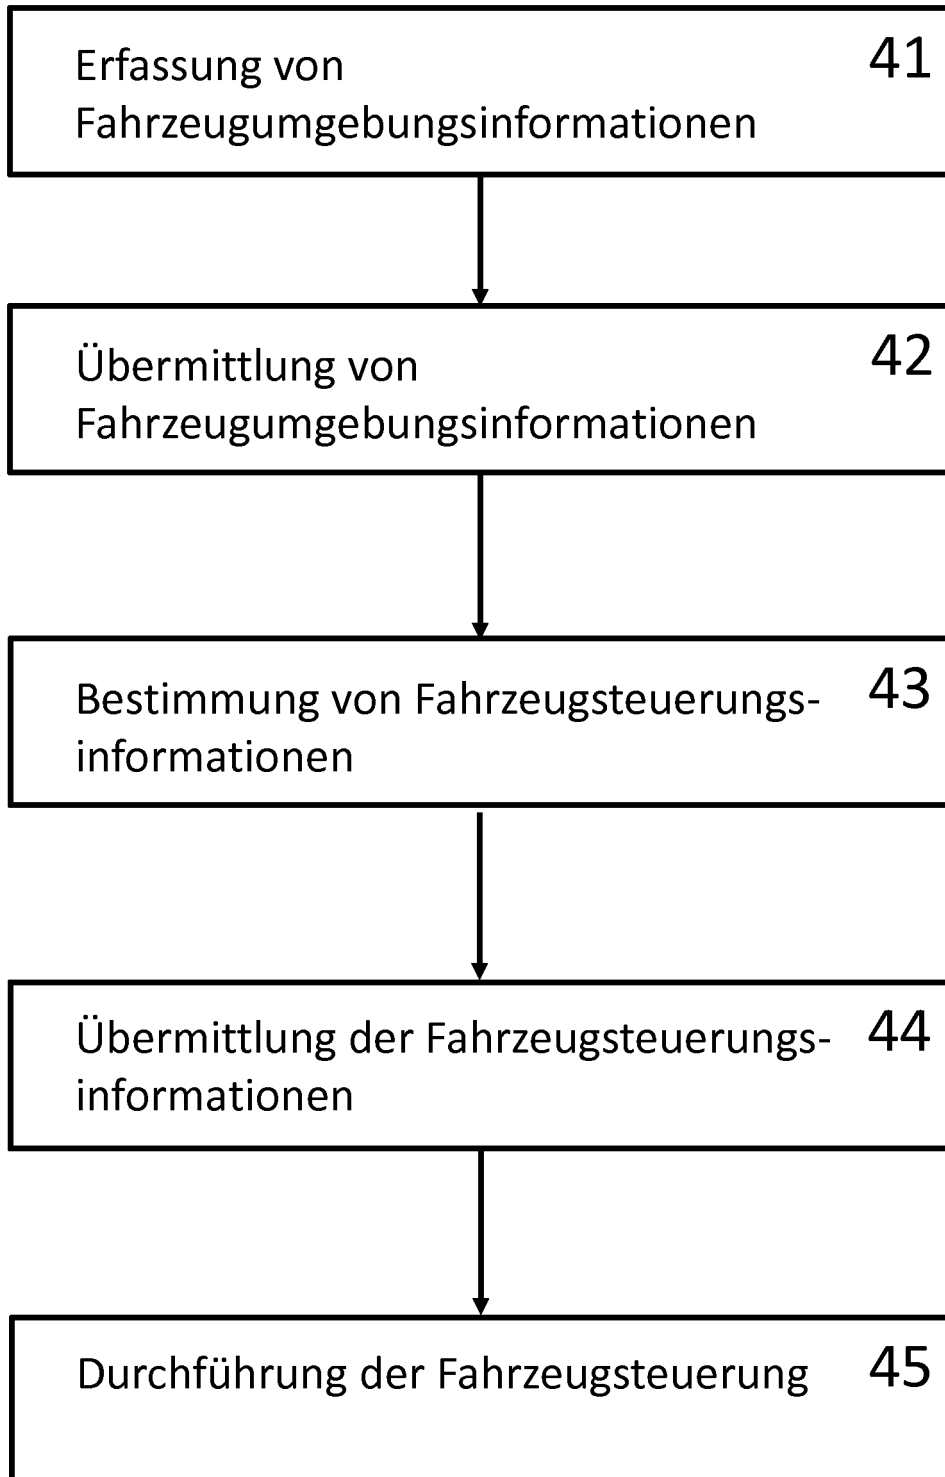 Erfassung von 41
Fahrzeugumgebungsinformationen
Übermittlung von 42
Fahrzeugumgebungsinformationen
Bestimmung von Fahrzeugsteuerungs- 43
informationen
Übermittlung der Fahrzeugsteuerungs- 44
informationen
Durchführung der Fahrzeugsteuerung 45